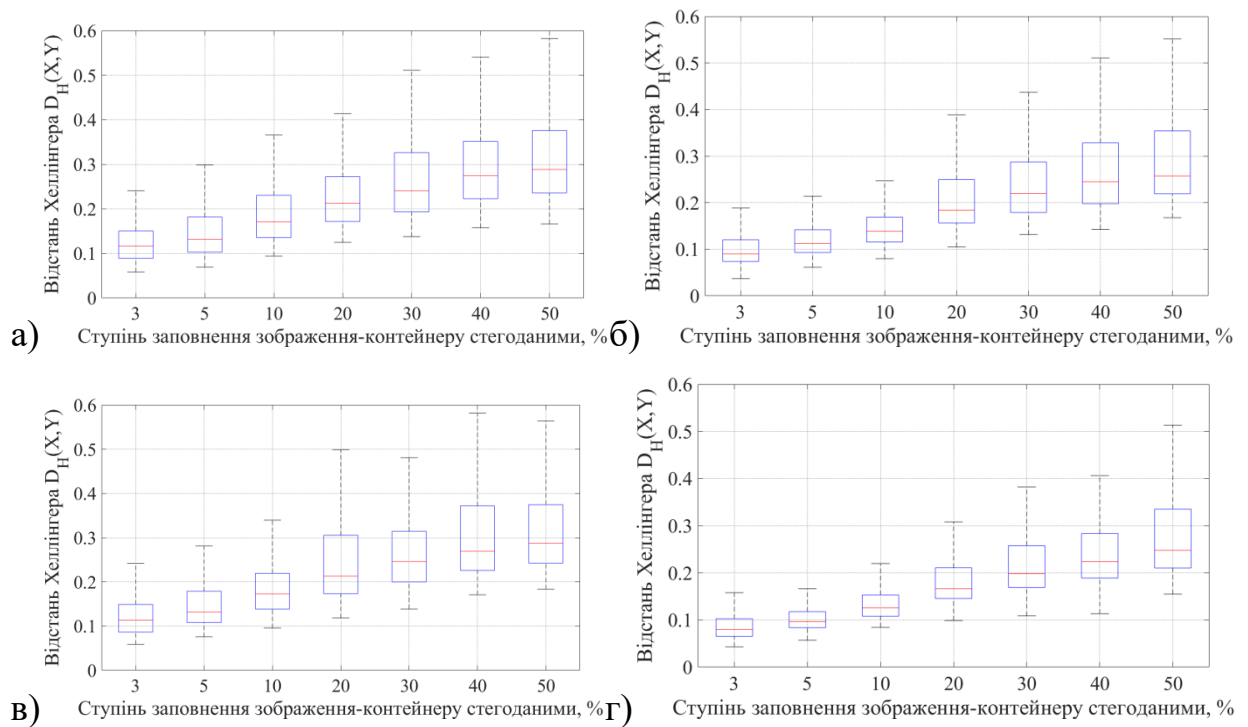 0.6
0.5
0.4
0.3
0.2
0.1
0
Відстань Хеллінгера D_H(X,Y)
3 5 10 20 30 40 50
Ступінь заповнення зображення-контейнеру стегоданими, %
а)
0.6
0.5
0.4
0.3
0.2
0.1
0
Відстань Хеллінгера D_H(X,Y)
3 5 10 20 30 40 50
Ступінь заповнення зображення-контейнеру стегоданими, %
б)
0.6
0.5
0.4
0.3
0.2
0.1
0
Відстань Хеллінгера D_H(X,Y)
3 5 10 20 30 40 50
Ступінь заповнення зображення-контейнеру стегоданими, %
в)
0.6
0.5
0.4
0.3
0.2
0.1
0
Відстань Хеллінгера D_H(X,Y)
3 5 10 20 30 40 50
Ступінь заповнення зображення-контейнеру стегоданими, %
г)